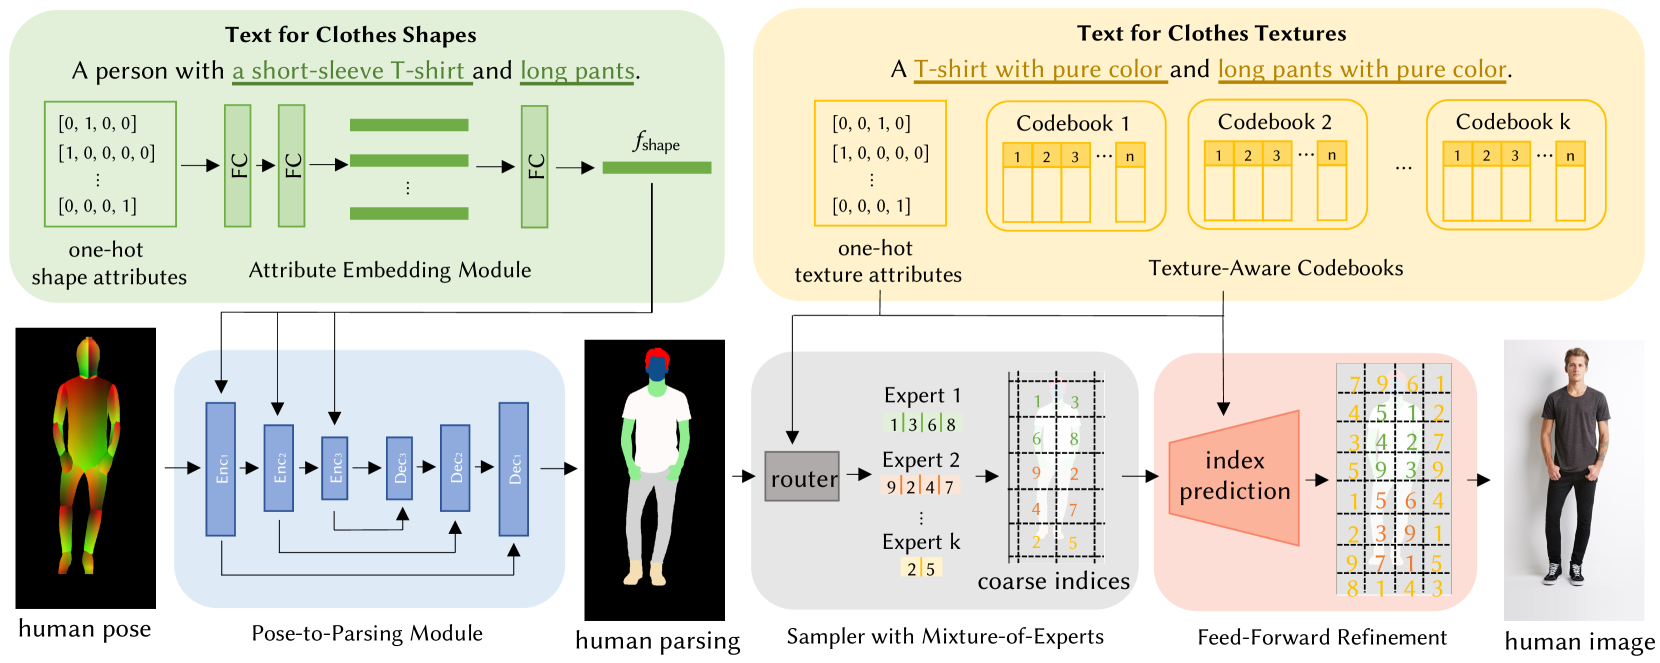 Text for Clothes Shapes
A person with a short-sleeve T-shirt and long pants.
[0, 1, 0, 0]
[1, 0, 0, 0, 0]
⋮
[0, 0, 0, 1]
one-hot
shape attributes
FC
FC
⋮
FC
fshape
Attribute Embedding Module
Text for Clothes Textures
A T-shirt with pure color and long pants with pure color.
[0, 0, 1, 0]
[1, 0, 0, 0, 0]
⋮
[0, 0, 0, 1]
one-hot
texture attributes
Codebook 1
1 2 3 ... n
Codebook 2
1 2 3 ... n
...
Codebook k
1 2 3 ... n
Texture-Aware Codebooks
human pose
Enc1
Enc2
Enc3
Dec3
Dec2
Dec1
Pose-to-Parsing Module
human parsing
router
Expert 1
1 3 6 8
Expert 2
9 2 4 7
⋮
Expert k
2 5
1 3
6 8
9 2
4 7
2 5
coarse indices
Sampler with Mixture-of-Experts
index
prediction
7 9 6 1
4 5 1 2
3 4 2 7
5 9 3 9
1 5 6 4
2 3 9 1
9 7 1 5
8 1 4 3
Feed-Forward Refinement
human image